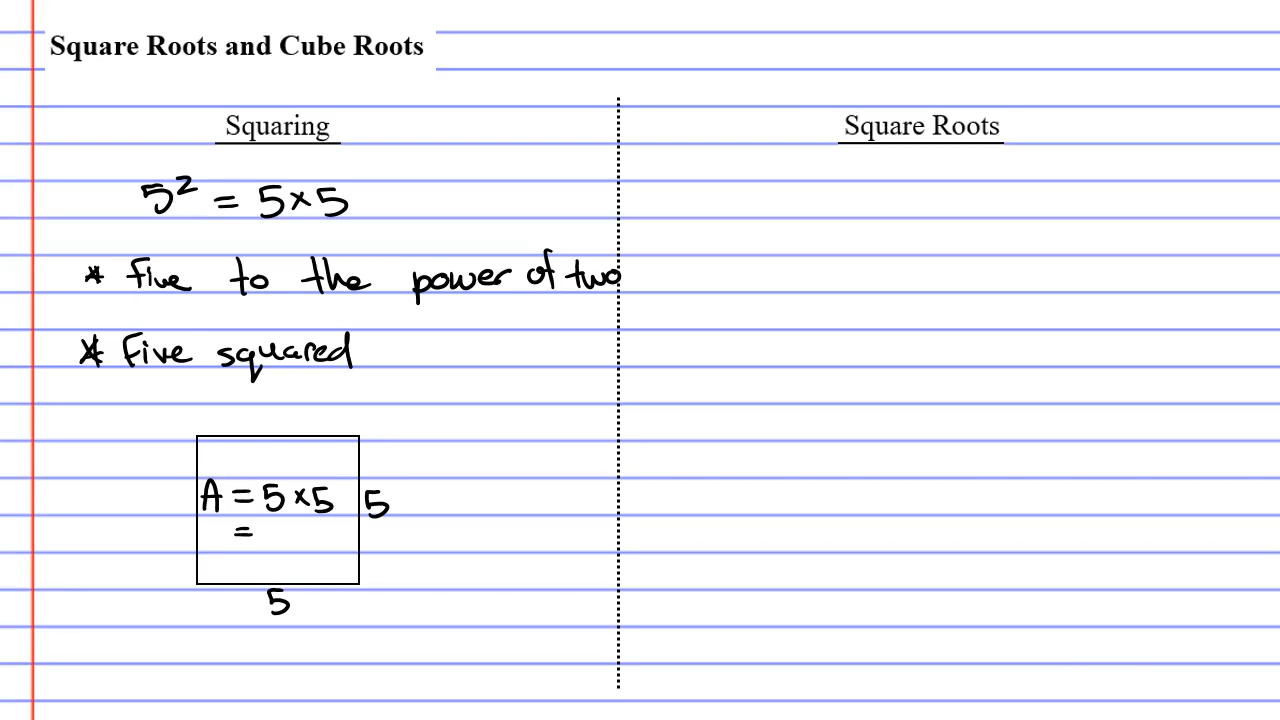 Square Roots and Cube Roots
Squaring
5² = 5×5
* five to the power of two
* Five squared
A = 5×5
=
5
5
Square Roots